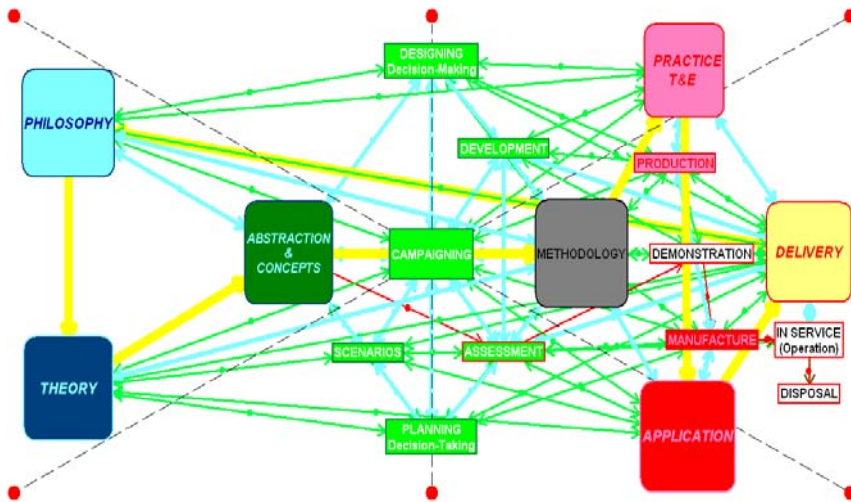 DESIGNING
Decision-Making
PRACTICE
T&E
PHILOSOPHY
DEVELOPMENT
PRODUCTION
ABSTRACTION
&
CONCEPTS
CAMPAIGNING
METHODOLOGY
DEMONSTRATION
DELIVERY
IN SERVICE
(Operation)
MANUFACTURE
SCENARIOS
ASSESSMENT
THEORY
DISPOSAL
PLANNING
Decision-Taking
APPLICATION